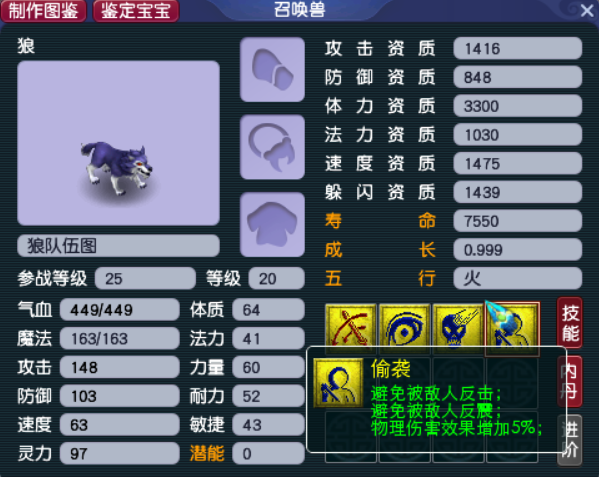 制作图鉴 鉴定宝宝 召唤兽
狼
狼队伍图
参战等级 25 等级 20
气血 449/449 体质 64
魔法 163/163 法力 41
攻击 148 力量 60
防御 103 耐力 52
速度 63 敏捷 43
灵力 97 潜能 0
攻击资质 1416
防御资质 848
体力资质 3300
法力资质 1030
速度资质 1475
躲闪资质 1439
寿命 7550
成长 0.999
五行 火
技能
内丹
进阶
偷袭
避免被敌人反击；
避免被敌人反震；
物理伤害效果增加5%；